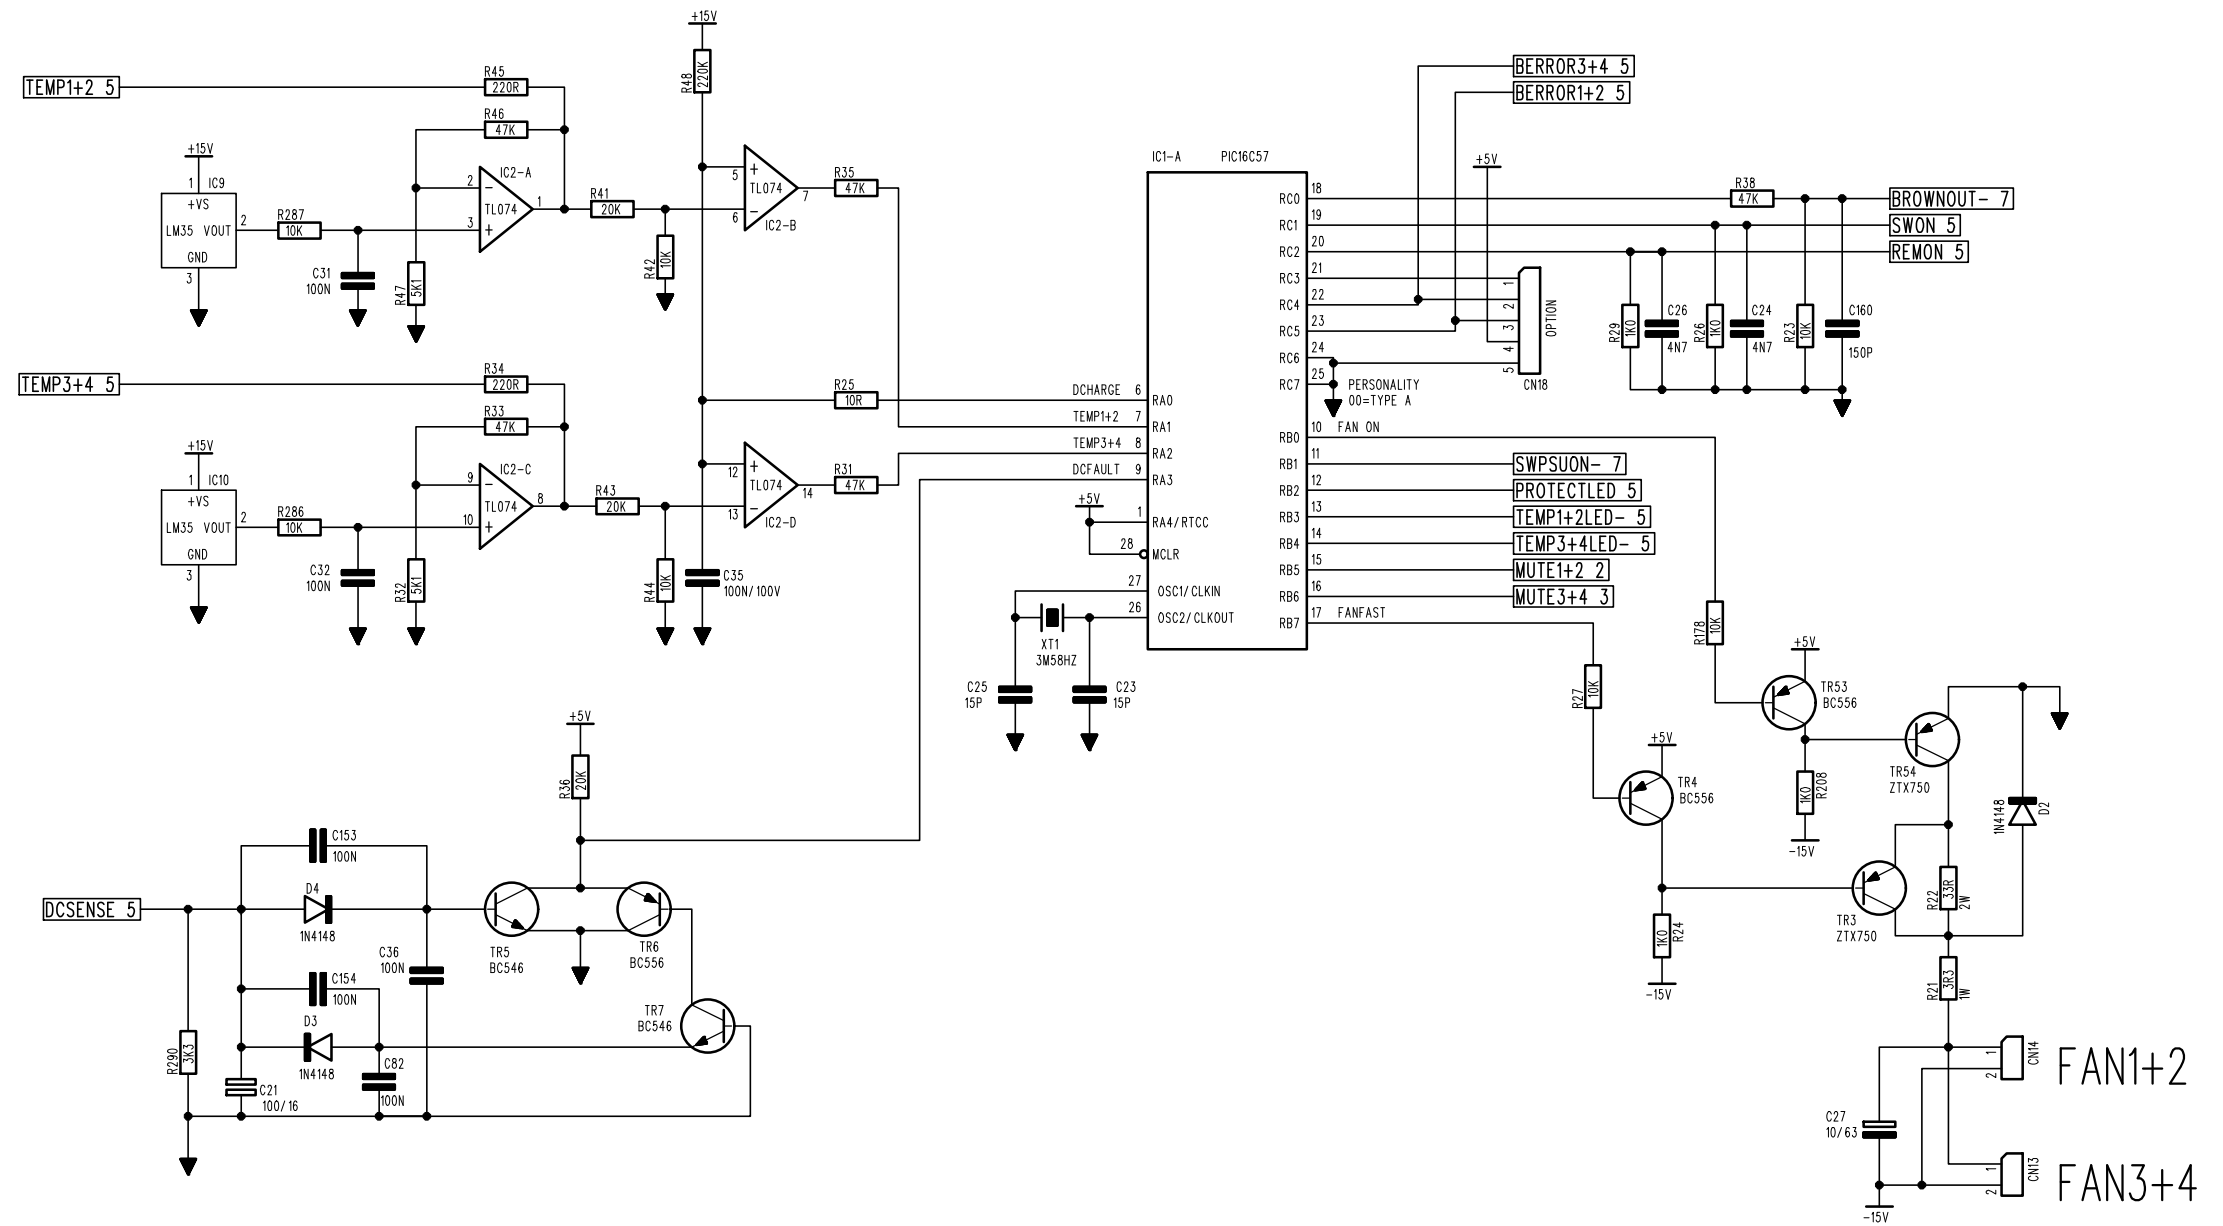 +15V
R48
220K
TEMP1+2 5
R45
220R
R46
47K
+15V
1 IC9
+VS
LM35 VOUT
GND
2
3
R287
10K
C31
100N
R47
5K1
IC2-A
TL074
2
3
1
-
+
R41
20K
R42
10K
5
6
7
+
-
TL074
IC2-B
R35
47K
TEMP3+4 5
R34
220R
R33
47K
+15V
1 IC10
+VS
LM35 VOUT
GND
2
3
R286
10K
C32
100N
R32
5K1
IC2-C
TL074
9
10
8
-
+
R43
20K
R44
10K
C35
100N/100V
12
13
14
+
-
TL074
IC2-D
R25
10R
R31
47K
IC1-A PIC16C57
DCHARGE 6 RA0
TEMP1+2 7 RA1
TEMP3+4 8 RA2
DCFAULT 9 RA3
+5V
1 RA4/RTCC
28 MCLR
27 OSC1/CLKIN
26 OSC2/CLKOUT
XT1
3M58HZ
C25
15P
C23
15P
RC0 18
RC1 19
RC2 20
RC3 21
RC4 22
RC5 23
RC6 24
RC7 25
PERSONALITY
00=TYPE A
RB0 10 FAN ON
RB1 11
RB2 12
RB3 13
RB4 14
RB5 15
RB6 16
RB7 17 FANFAST
BERROR3+4 5
BERROR1+2 5
+5V
1
2
3
4
5
OPTION
CN18
R38
47K
BROWNOUT- 7
SWON 5
REMON 5
R29
1K0
C26
4N7
R26
1K0
C24
4N7
R23
10K
C160
150P
SWPSUON- 7
PROTECTLED 5
TEMP1+2LED- 5
TEMP3+4LED- 5
MUTE1+2 2
MUTE3+4 3
R178
10K
R27
10K
+5V
TR53
BC556
+5V
TR4
BC556
R208
1K0
-15V
TR54
ZTX750
1N4148
D2
R24
1K0
-15V
TR3
ZTX750
R22
33R
2W
R21
3R3
1W
CN14
1
2
FAN1+2
C27
10/63
-15V
CN13
1
2
FAN3+4
+5V
R36
20K
DCSENSE 5
C153
100N
D4
1N4148
C36
100N
C154
100N
D3
1N4148
R290
3K3
C21
100/16
C82
100N
TR5
BC546
TR6
BC556
TR7
BC546